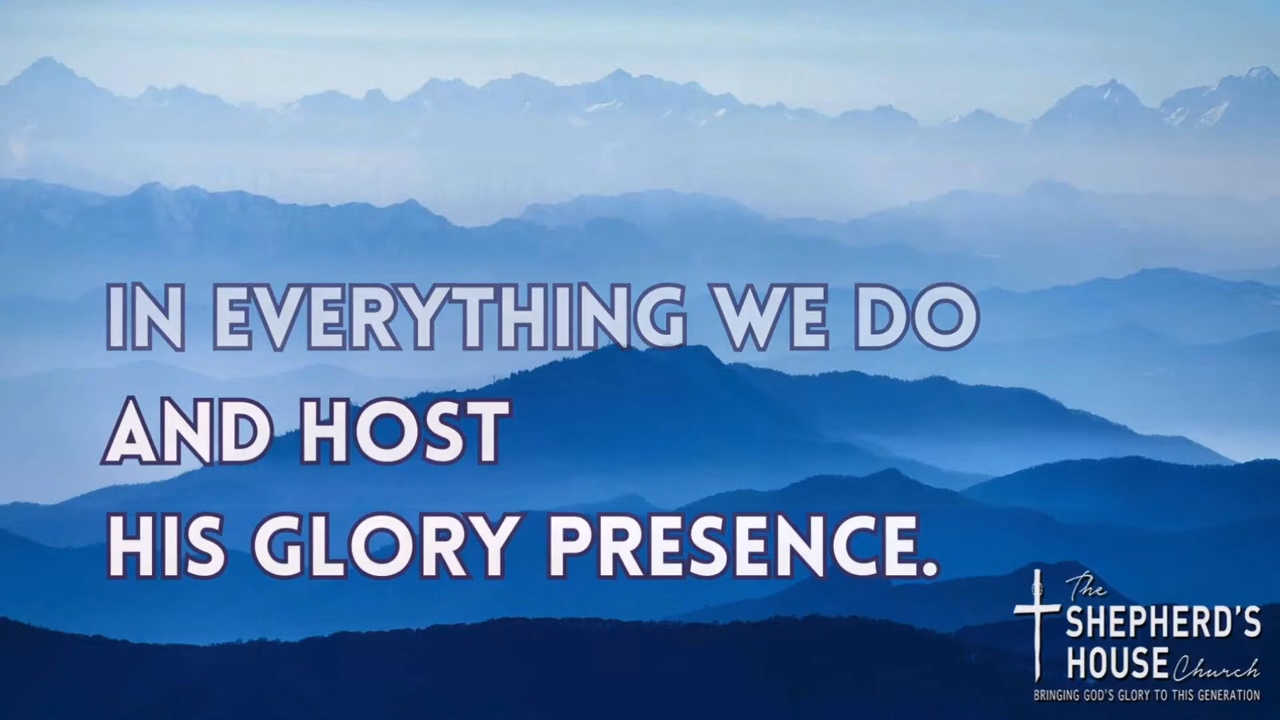 IN EVERYTHING WE DO
AND HOST
HIS GLORY PRESENCE.
The
SHEPHERD'S
HOUSE Church
BRINGING GOD'S GLORY TO THIS GENERATION